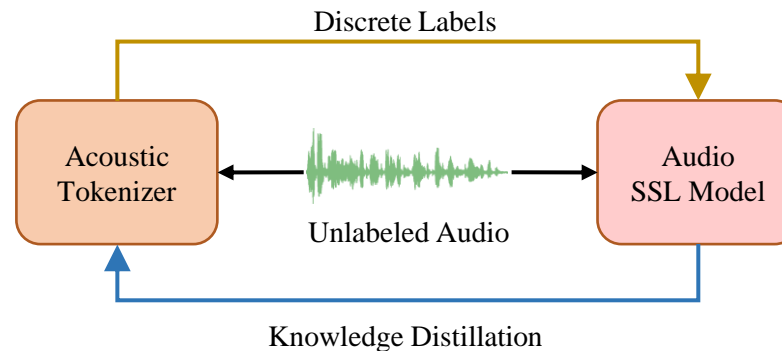 Discrete Labels
Acoustic
Tokenizer
Unlabeled Audio
Audio
SSL Model
Knowledge Distillation